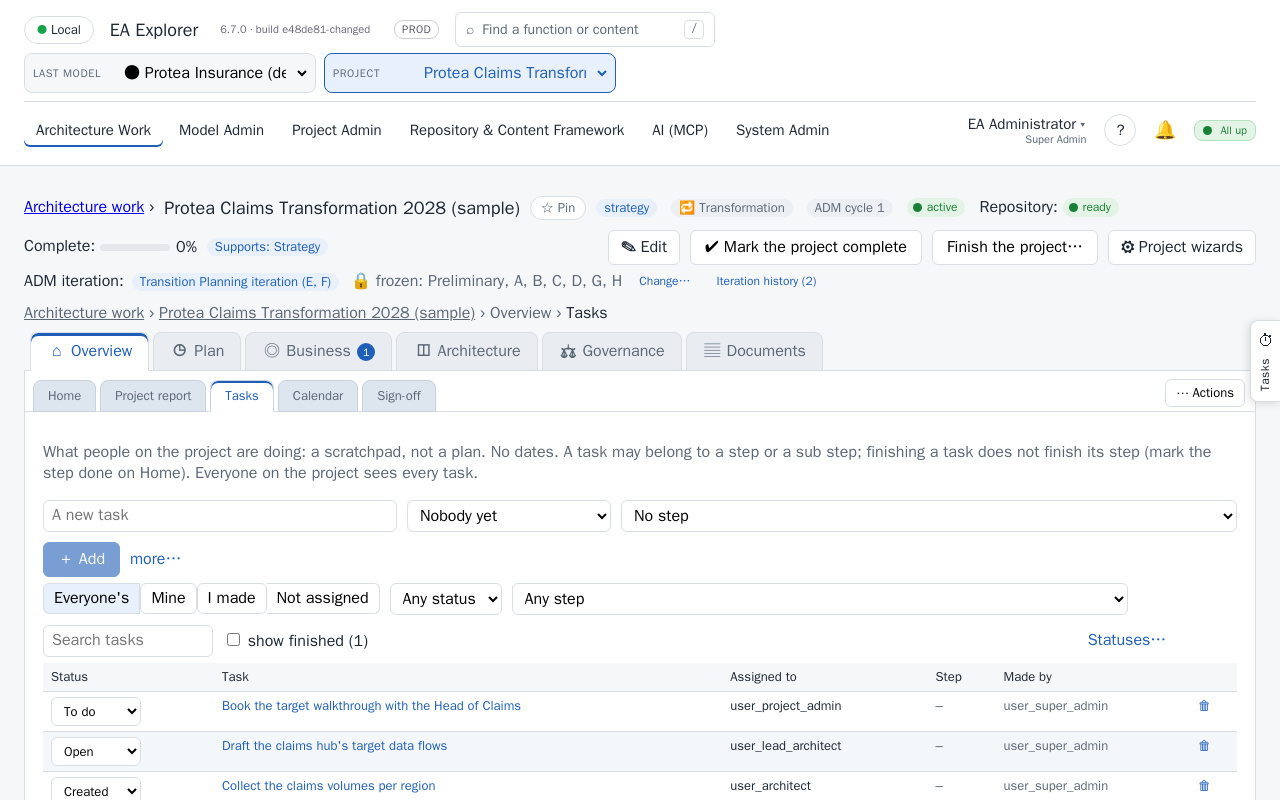 Local EA Explorer 6.7.0 · build e48de81-changed PROD Find a function or content /
LAST MODEL Protea Insurance (de PROJECT Protea Claims Transfor
Architecture Work Model Admin Project Admin Repository & Content Framework AI (MCP) System Admin EA Administrator ▾ ? All up
Super Admin
Architecture work › Protea Claims Transformation 2028 (sample) ☆ Pin strategy Transformation ADM cycle 1 active Repository: ready
Complete: 0% Supports: Strategy ✎ Edit ✔ Mark the project complete Finish the project⋯ ⚙ Project wizards
ADM iteration: Transition Planning iteration (E, F) 🔒 frozen: Preliminary, A, B, C, D, G, H Change⋯ Iteration history (2)
Architecture work › Protea Claims Transformation 2028 (sample) › Overview › Tasks
Overview Plan Business 1 Architecture Governance Documents
Tasks
Home Project report Tasks Calendar Sign-off ⋯ Actions
What people on the project are doing: a scratchpad, not a plan. No dates. A task may belong to a step or a sub step; finishing a task does not finish its step (mark the
step done on Home). Everyone on the project sees every task.
A new task Nobody yet No step
+ Add more⋯
Everyone's Mine I made Not assigned Any status Any step
Search tasks show finished (1) Statuses⋯
Status Task Assigned to Step Made by
To do Book the target walkthrough with the Head of Claims user_project_admin – user_super_admin
Open Draft the claims hub's target data flows user_lead_architect – user_super_admin
Created Collect the claims volumes per region user_architect – user_super_admin